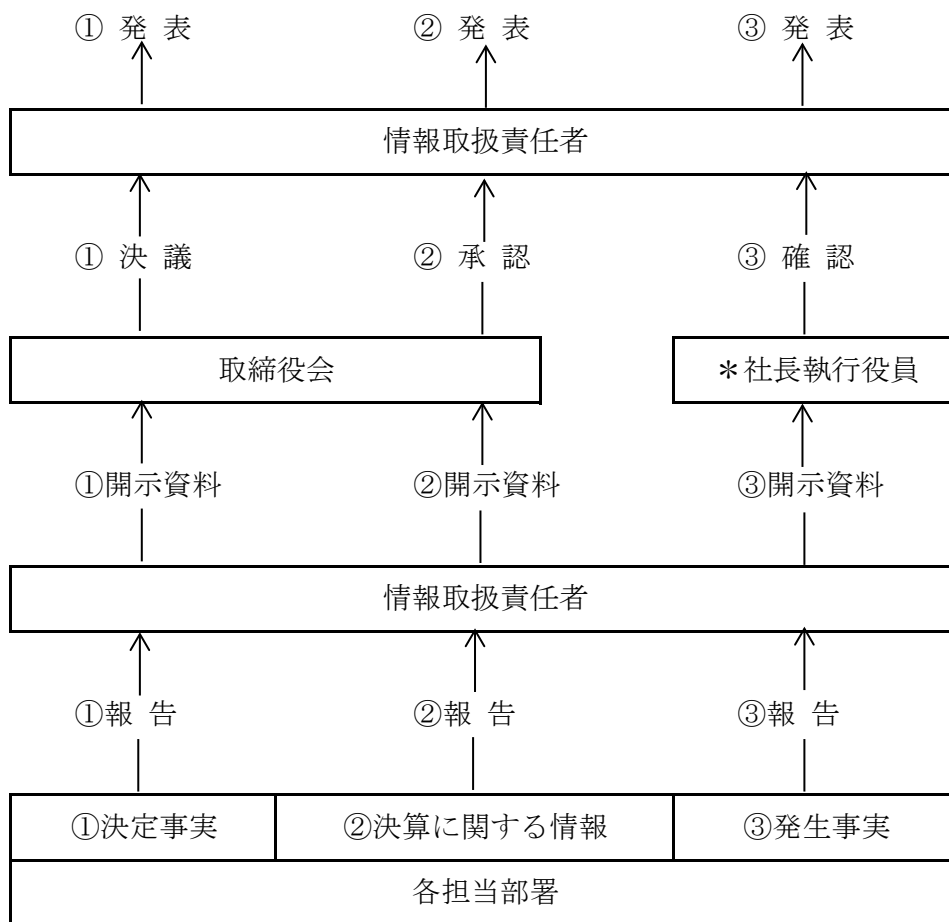 ① 発 表 ② 発 表 ③ 発 表
情報取扱責任者
① 決 議 ② 承 認 ③ 確 認
取締役会 ＊社長執行役員
①開示資料 ②開示資料 ③開示資料
情報取扱責任者
①報 告 ②報 告 ③報 告
①決定事実 ②決算に関する情報 ③発生事実
各担当部署